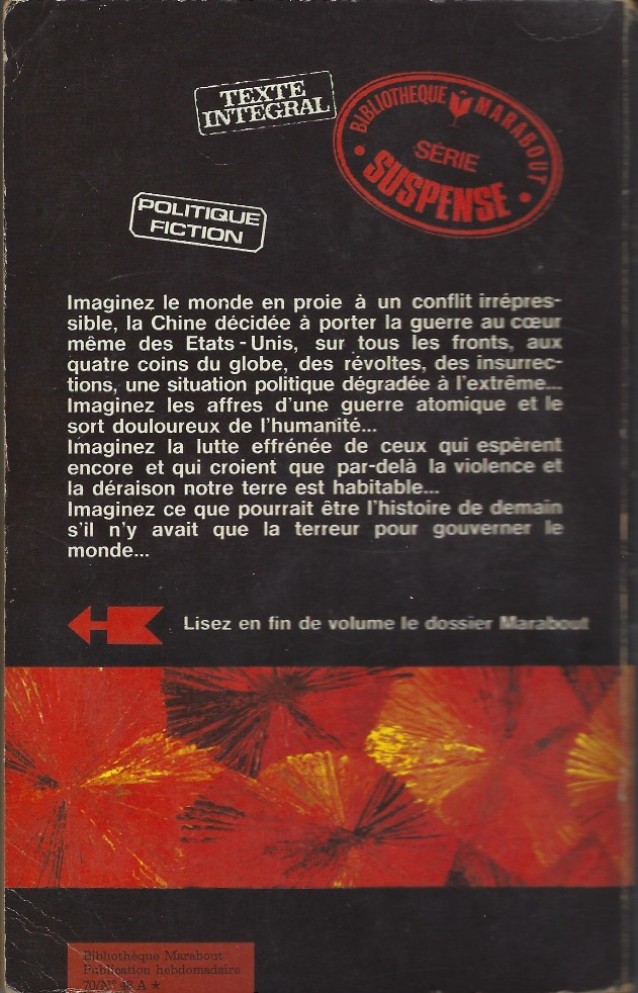 TEXTE
INTEGRAL
BIBLIOTHEQUE MARABOUT
SÉRIE
SUSPENSE
POLITIQUE
FICTION
Imaginez le monde en proie à un conflit irrépres-
sible, la Chine décidée à porter la guerre au cœur
même des Etats-Unis, sur tous les fronts, aux
quatre coins du globe, des révoltes, des insurrec-
tions, une situation politique dégradée à l'extrême...
Imaginez les affres d'une guerre atomique et le
sort douloureux de l'humanité...
Imaginez la lutte effrénée de ceux qui espèrent
encore et qui croient que par-delà la violence et
la déraison notre terre est habitable...
Imaginez ce que pourrait être l'histoire de demain
s'il n'y avait que la terreur pour gouverner le
monde...
Lisez en fin de volume le dossier Marabout
Bibliothèque Marabout
Publication hebdomadaire
70/N° 48 A ★